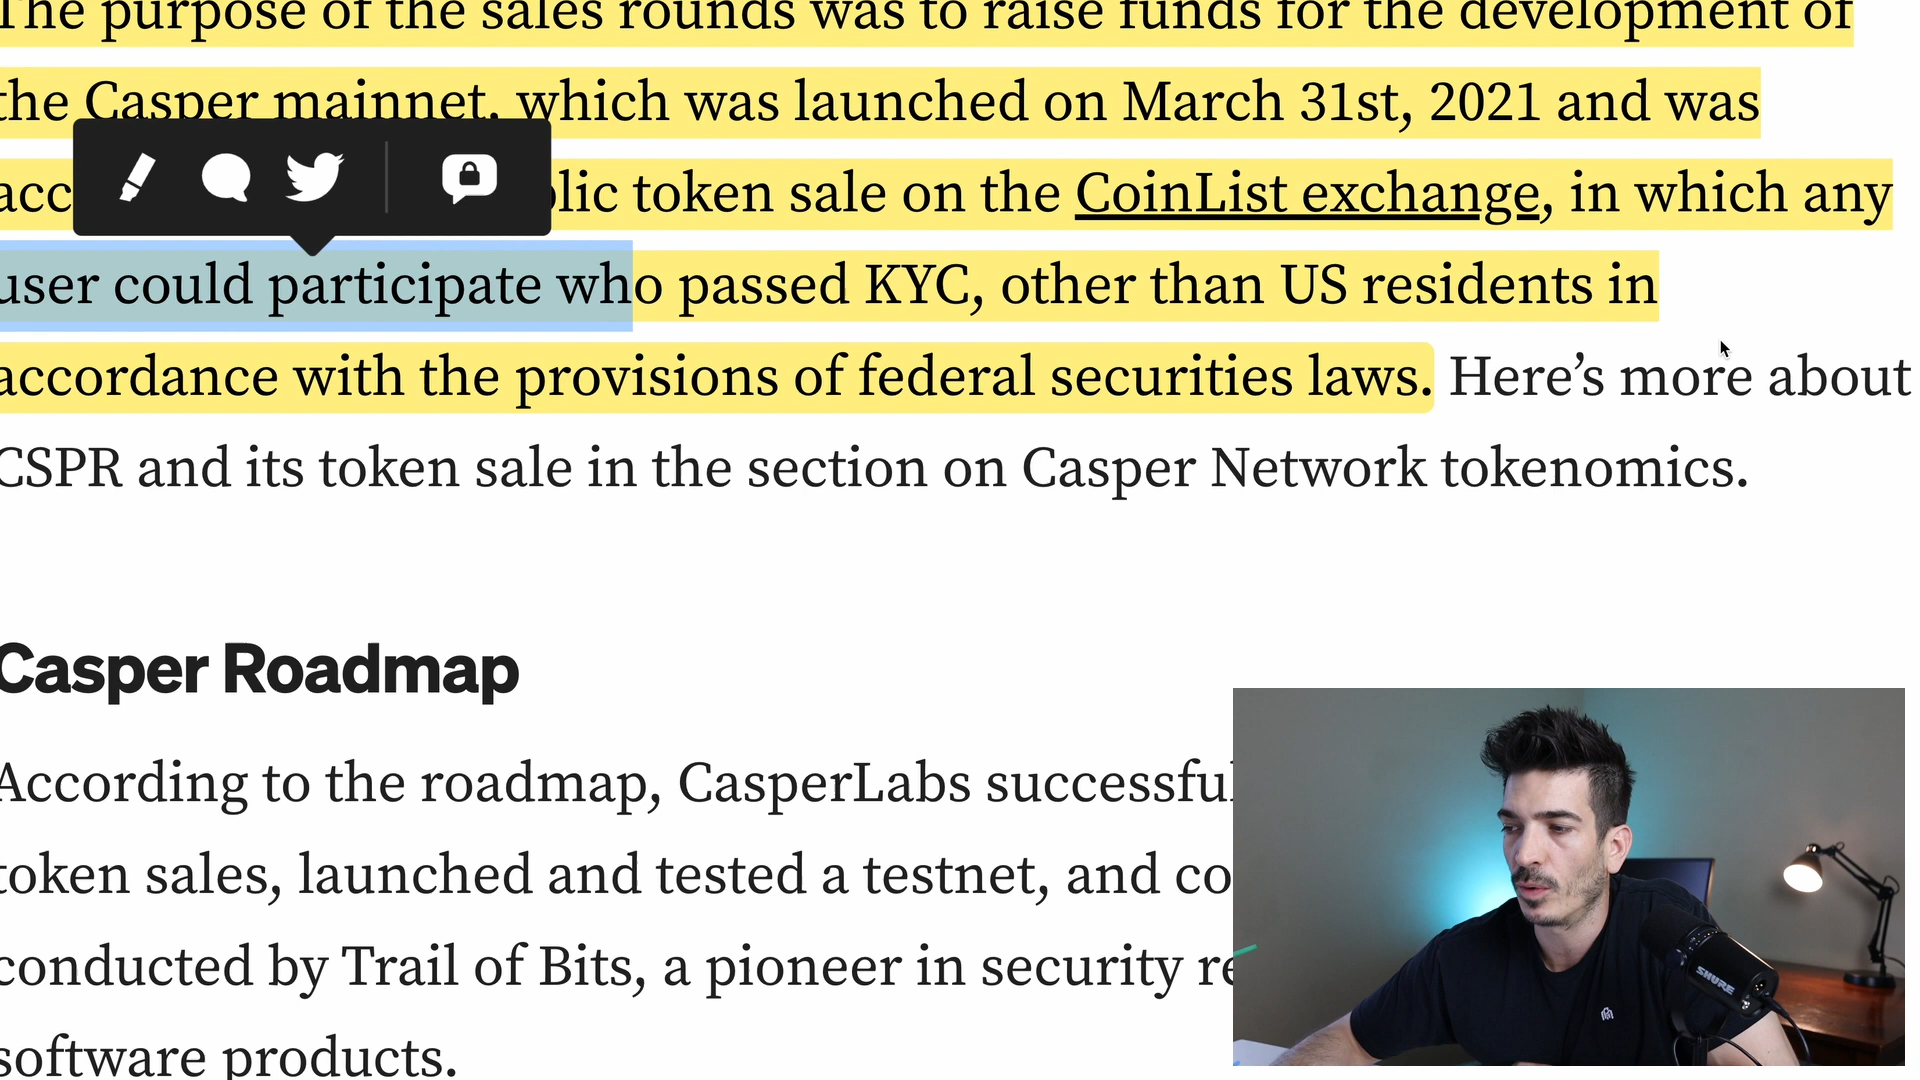 The purpose of the sales rounds was to raise funds for the development of
the Casper mainnet, which was launched on March 31st, 2021 and was
token sale on the CoinList exchange, in which any
user could participate who passed KYC, other than US residents in
accordance with the provisions of federal securities laws. Here’s more about
CSPR and its token sale in the section on Casper Network tokenomics.
Casper Roadmap
According to the roadmap, CasperLabs
token sales, launched and tested a testnet, and
conducted by Trail of Bits, a pioneer in security
software products.
SHURE